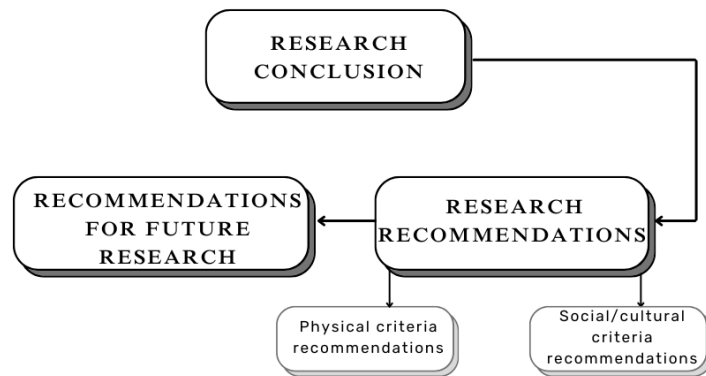 RESEARCH
CONCLUSION
RECOMMENDATIONS
FOR FUTURE
RESEARCH
RESEARCH
RECOMMENDATIONS
Physical criteria
recommendations
Social/cultural
criteria
recommendations